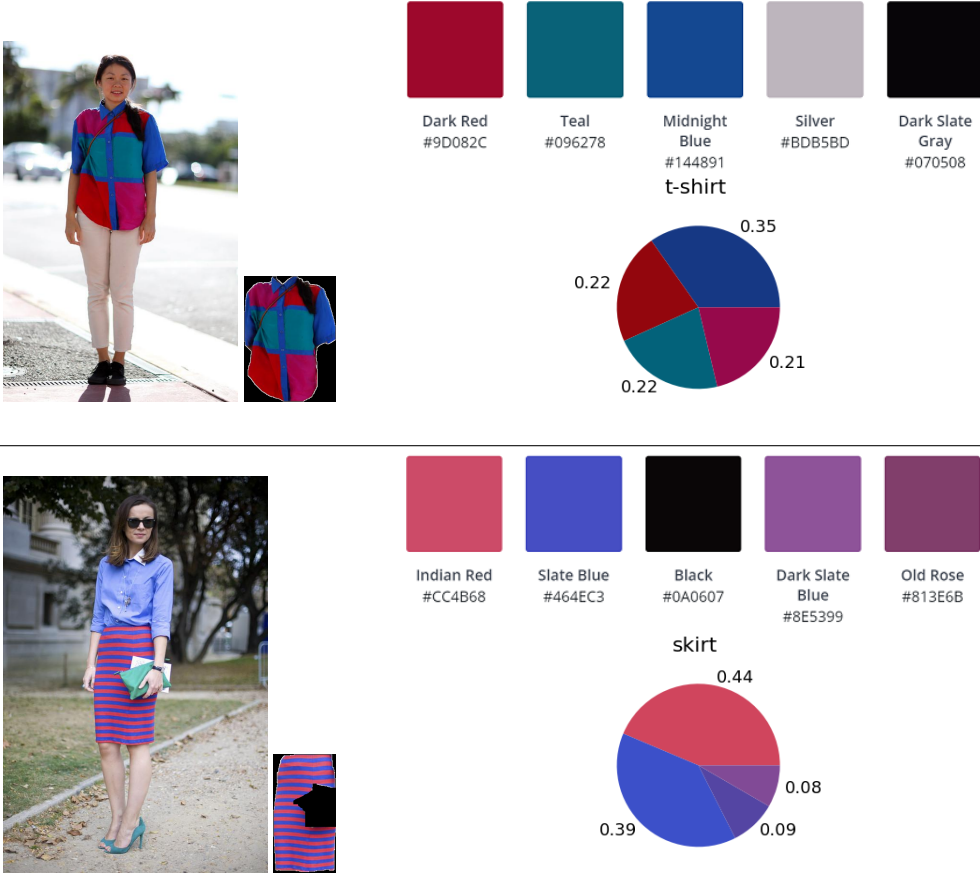 Dark Red
#9D082C
Teal
#096278
Midnight
Blue
#144891
Silver
#BDB5BD
Dark Slate
Gray
#070508
t-shirt
0.35
0.22
0.22
0.21
Indian Red
#CC4B68
Slate Blue
#464EC3
Black
#0A0607
Dark Slate
Blue
#8E5399
Old Rose
#813E6B
skirt
0.44
0.08
0.39
0.09